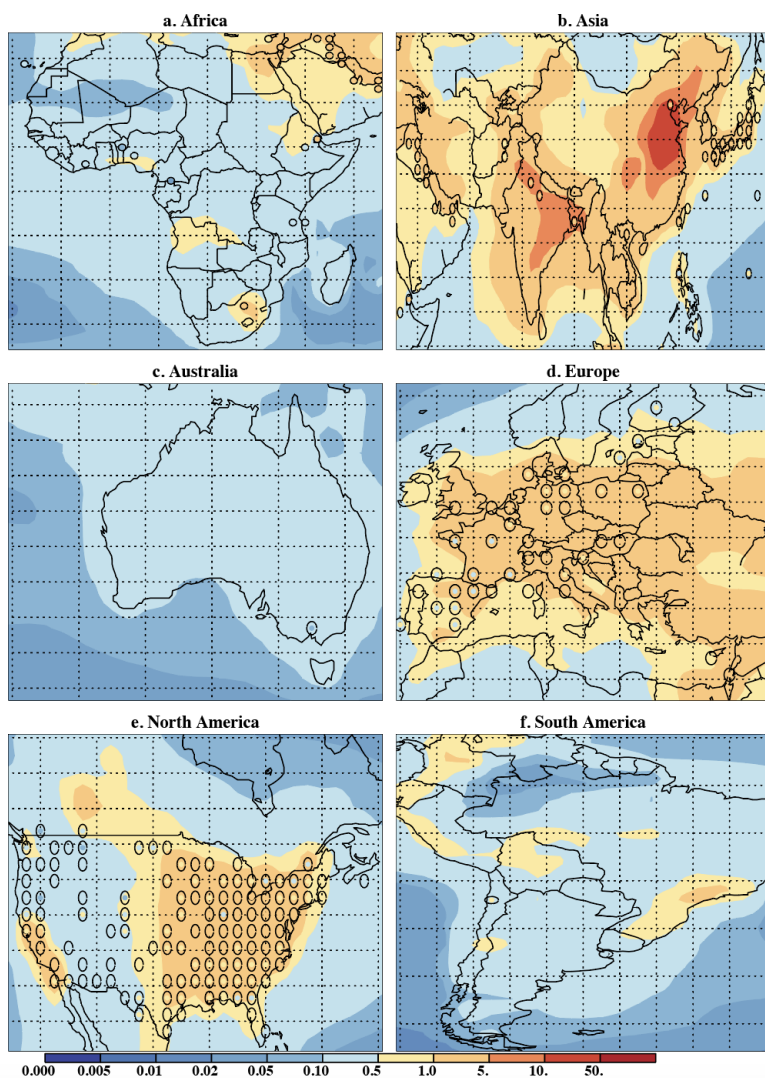 a. Africa
b. Asia
c. Australia
d. Europe
e. North America
f. South America
0.000 0.005 0.01 0.02 0.05 0.10 0.5 1.0 5. 10. 50.